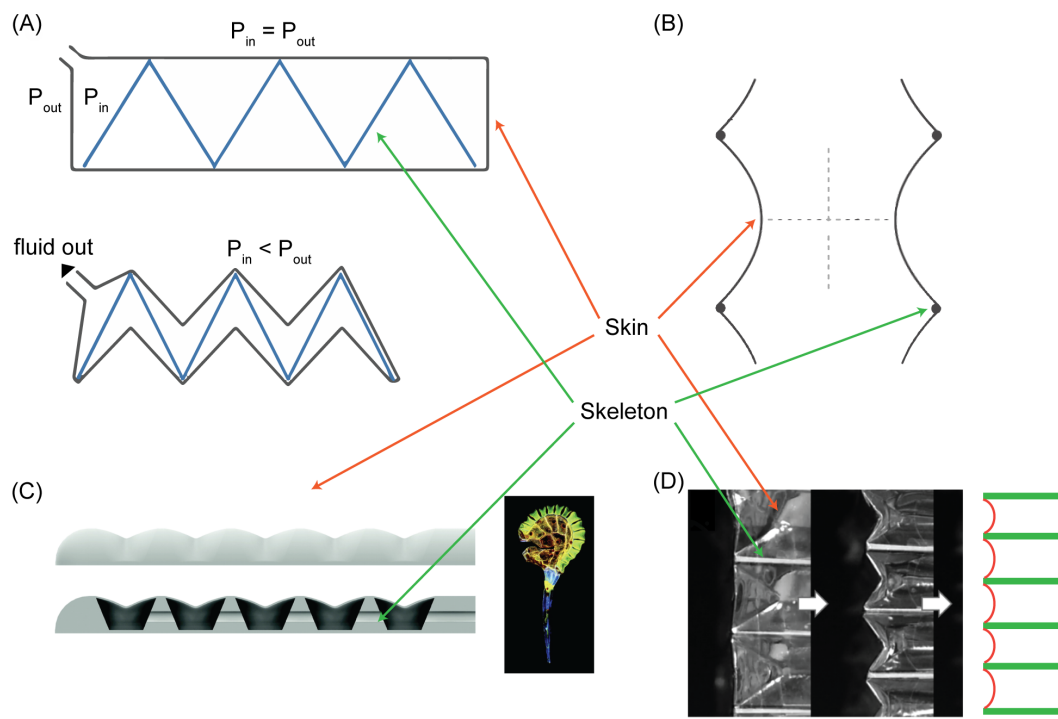 (A)
P_in = P_out
P_out
P_in
fluid out
P_in < P_out
(B)
Skin
Skeleton
(C)
(D)